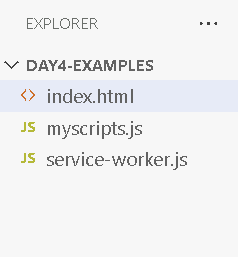 EXPLORER ...
DAY4-EXAMPLES
<> index.html
JS myscripts.js
JS service-worker.js